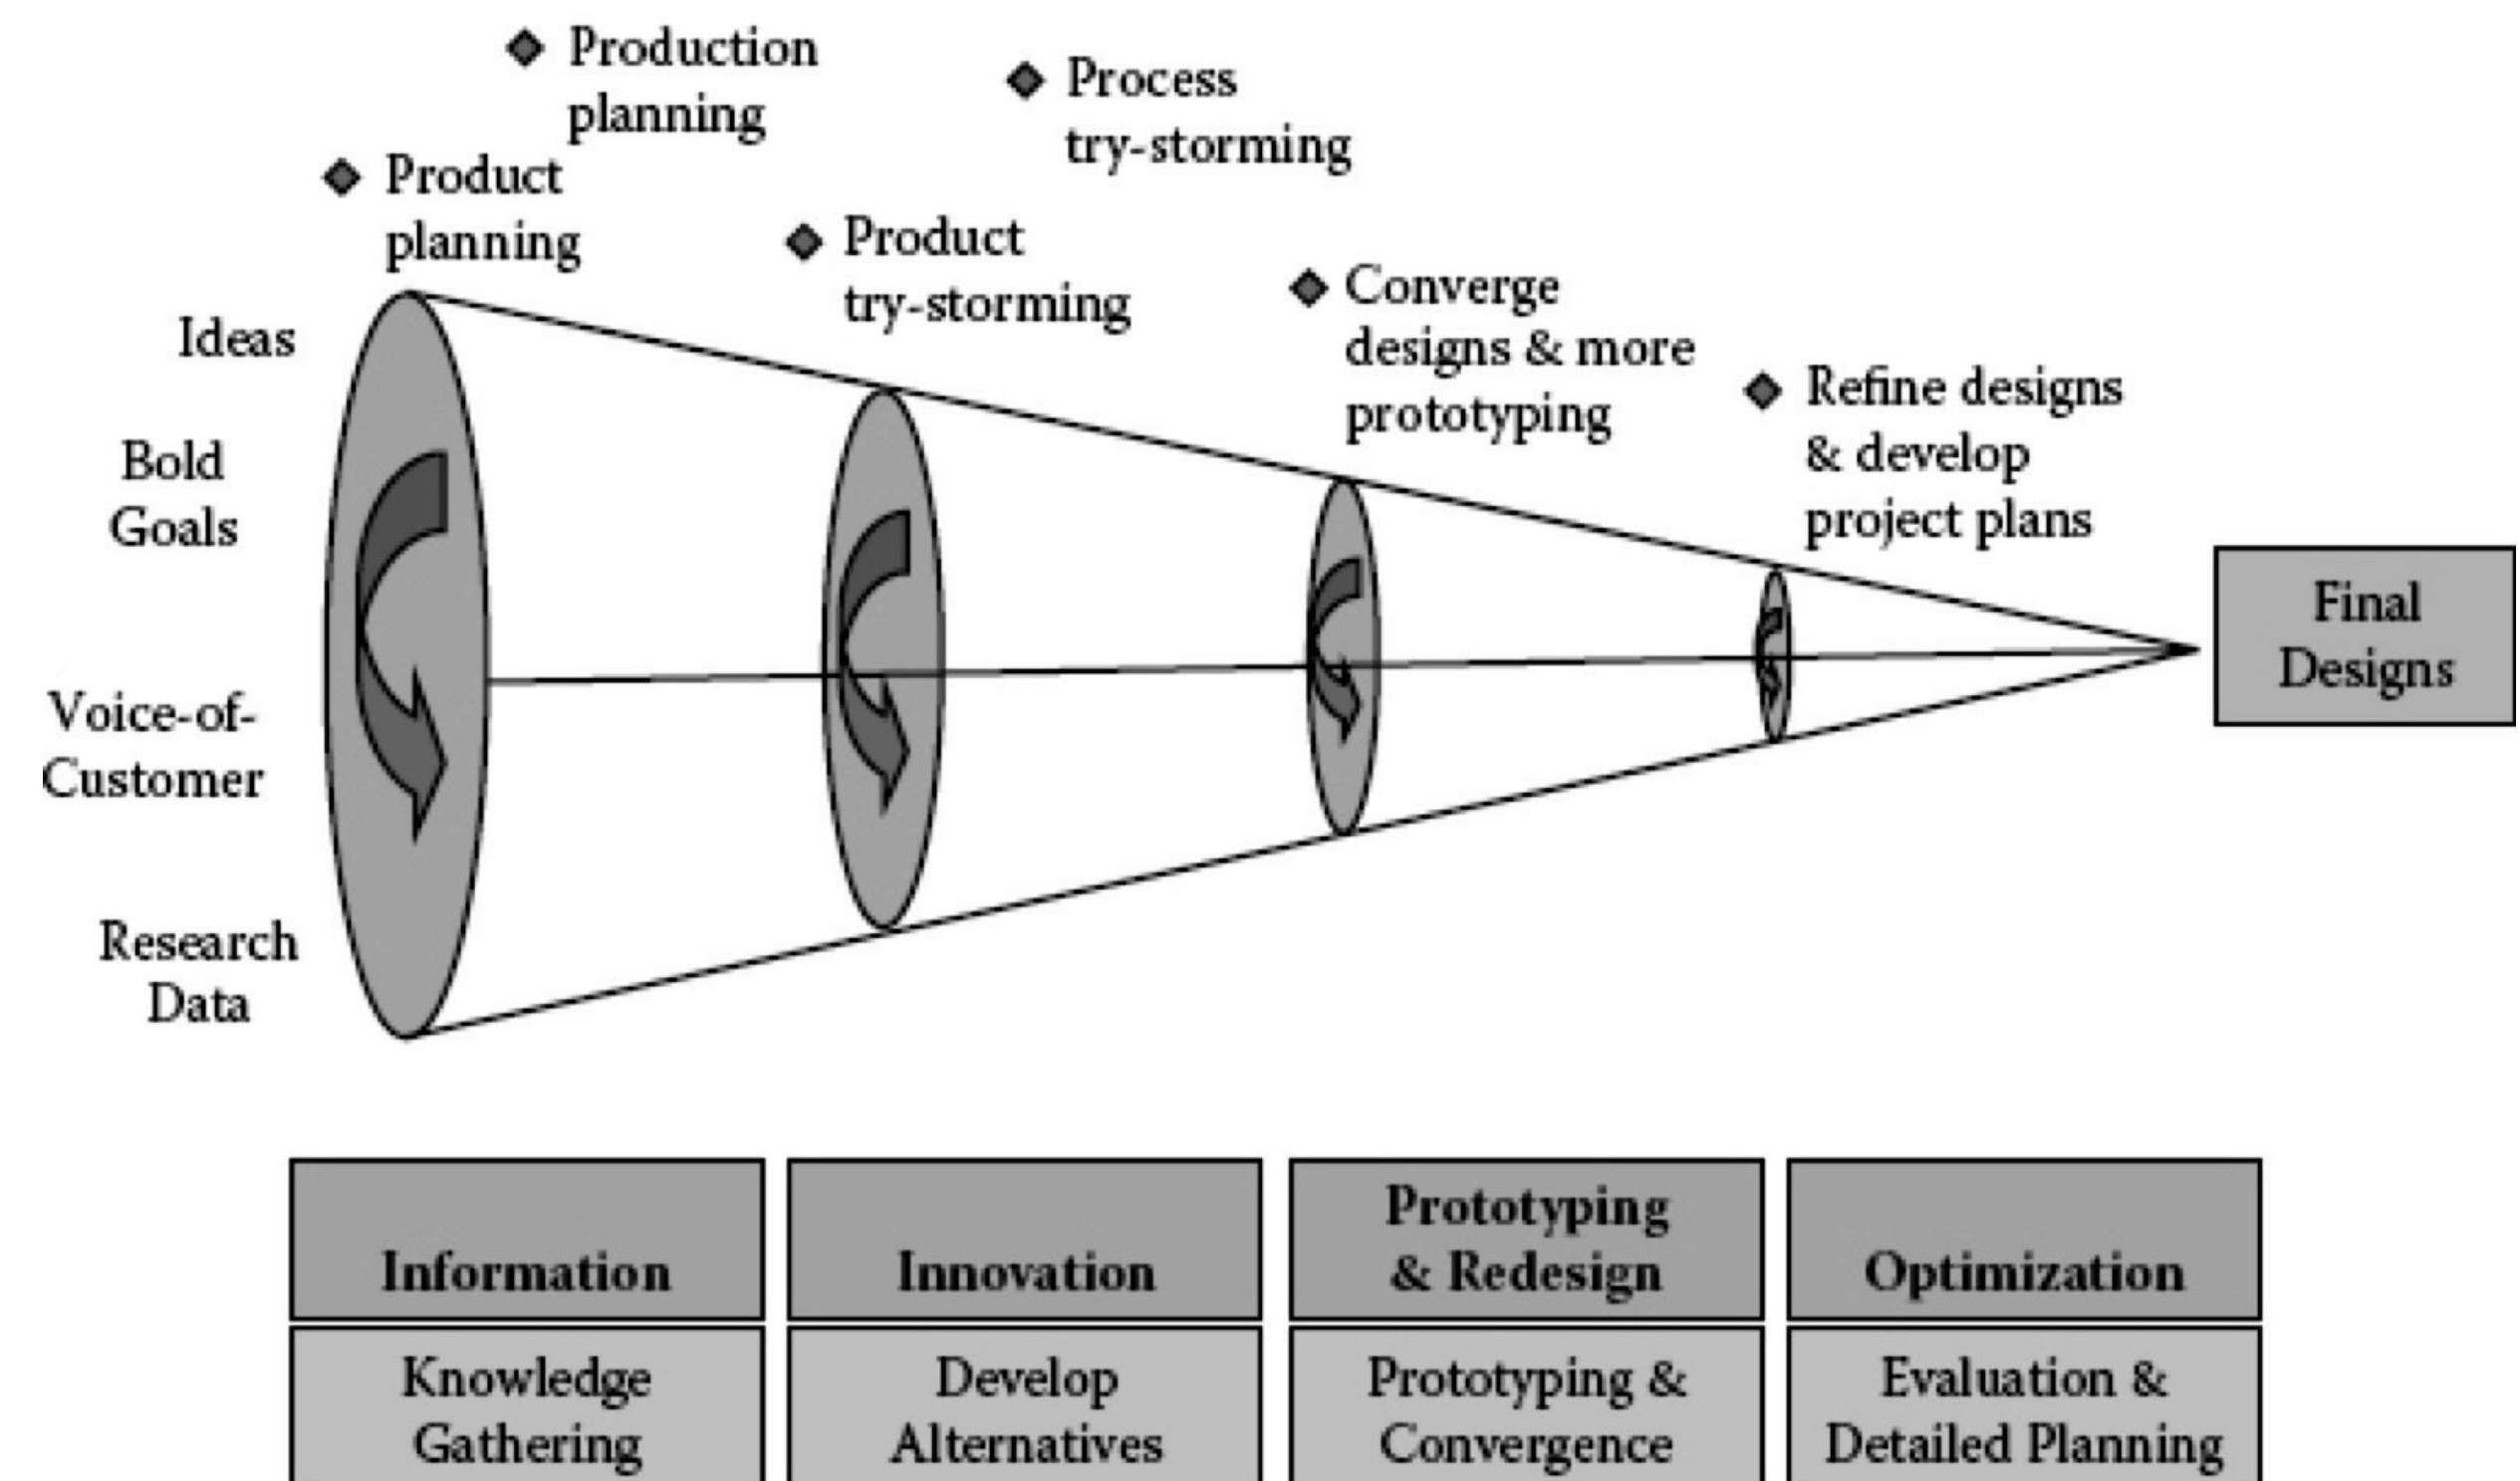 Production
planning
Process
try-storming
Product
planning
Product
try-storming
Converge
designs & more
prototyping
Refine designs
& develop
project plans
Ideas
Bold
Goals
Voice-of-
Customer
Research
Data
Final
Designs
Information
Innovation
Prototyping
& Redesign
Optimization
Knowledge
Gathering
Develop
Alternatives
Prototyping &
Convergence
Evaluation &
Detailed Planning